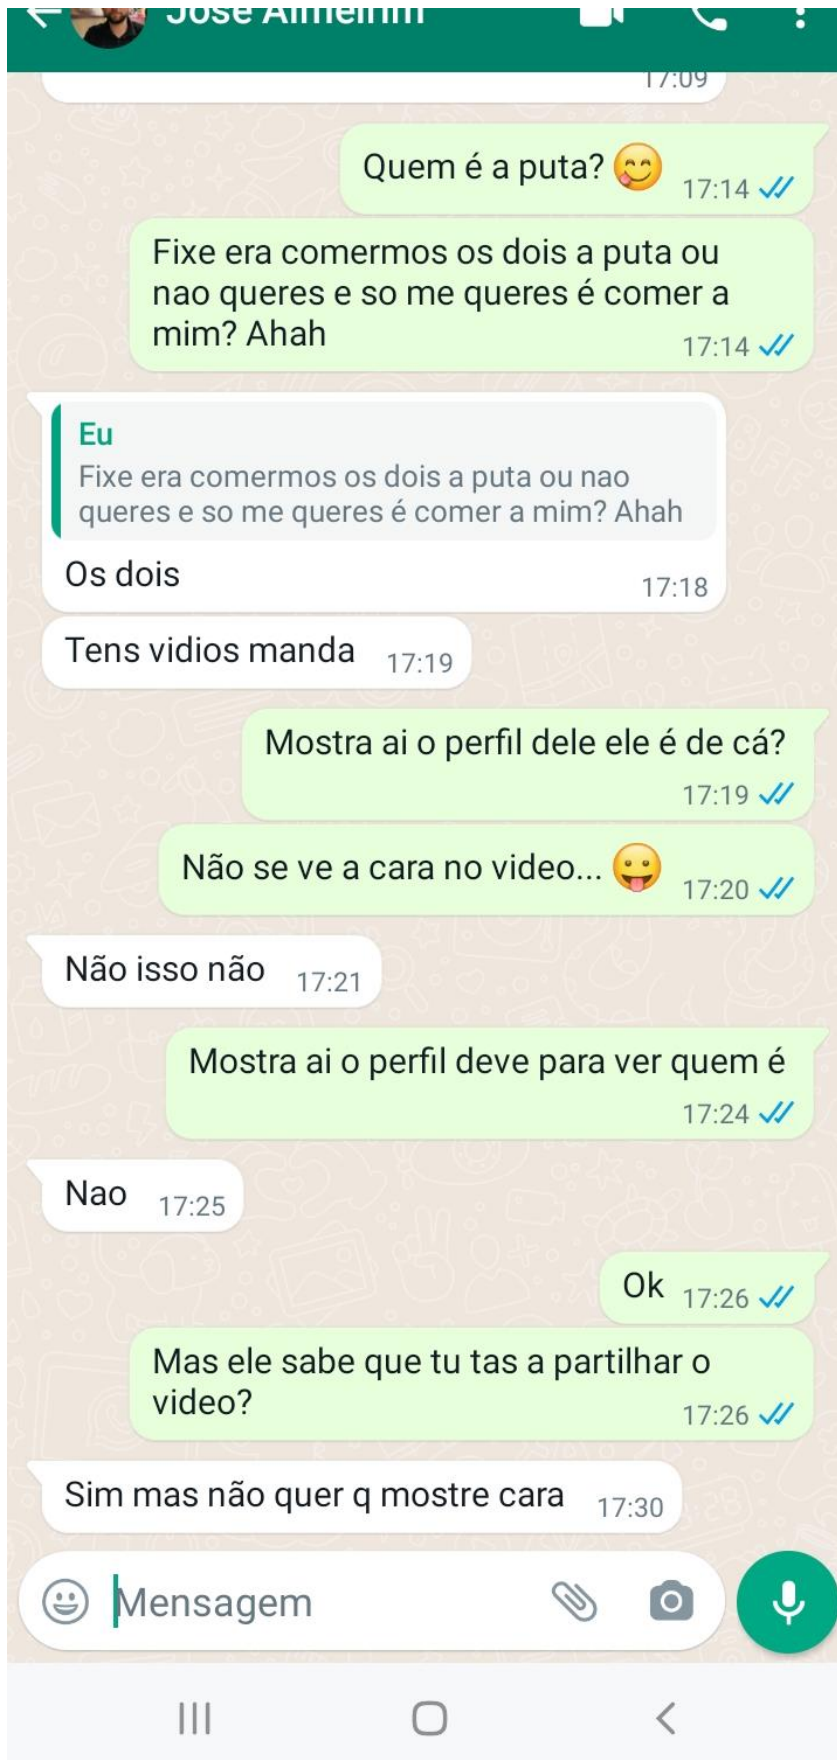 José Almeirim
17:09
Quem é a puta? 😋 17:14
Fixe era comermos os dois a puta ou
nao queres e so me queres é comer a
mim? Ahah 17:14
Eu
Fixe era comermos os dois a puta ou nao
queres e so me queres é comer a mim? Ahah
Os dois 17:18
Tens vidios manda 17:19
Mostra ai o perfil dele ele é de cá?
17:19
Não se ve a cara no video... 😛 17:20
Não isso não 17:21
Mostra ai o perfil deve para ver quem é
17:24
Nao 17:25
Ok 17:26
Mas ele sabe que tu tas a partilhar o
video? 17:26
Sim mas não quer q mostre cara 17:30
Mensagem